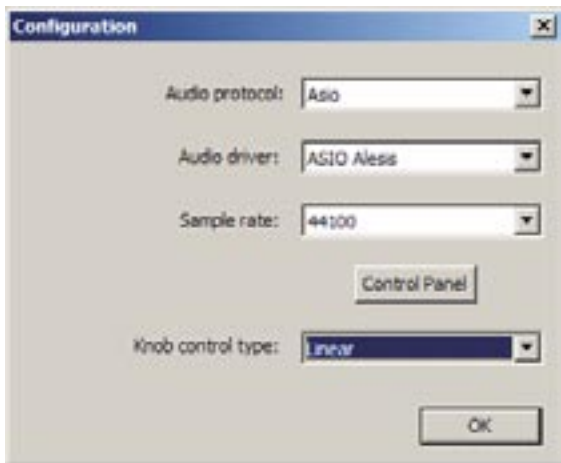 Configuration
Audio protocol: Asio
Audio driver: ASIO Alesis
Sample rate: 44100
Control Panel
Knob control type: Linear
OK